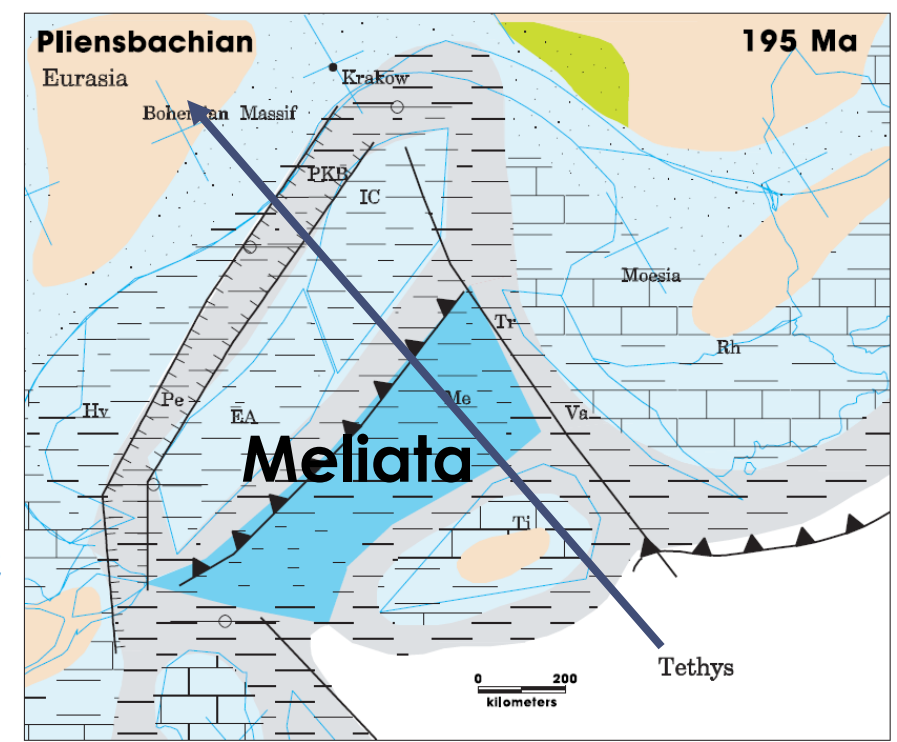 Pliensbachian
195 Ma
Eurasia
Krakow
Bohemian Massif
PKB
IC
Moesia
Tr
Rh
Pe
Me
Hv
EA
Va
Meliata
Ti
Tethys
0 200
kilometers